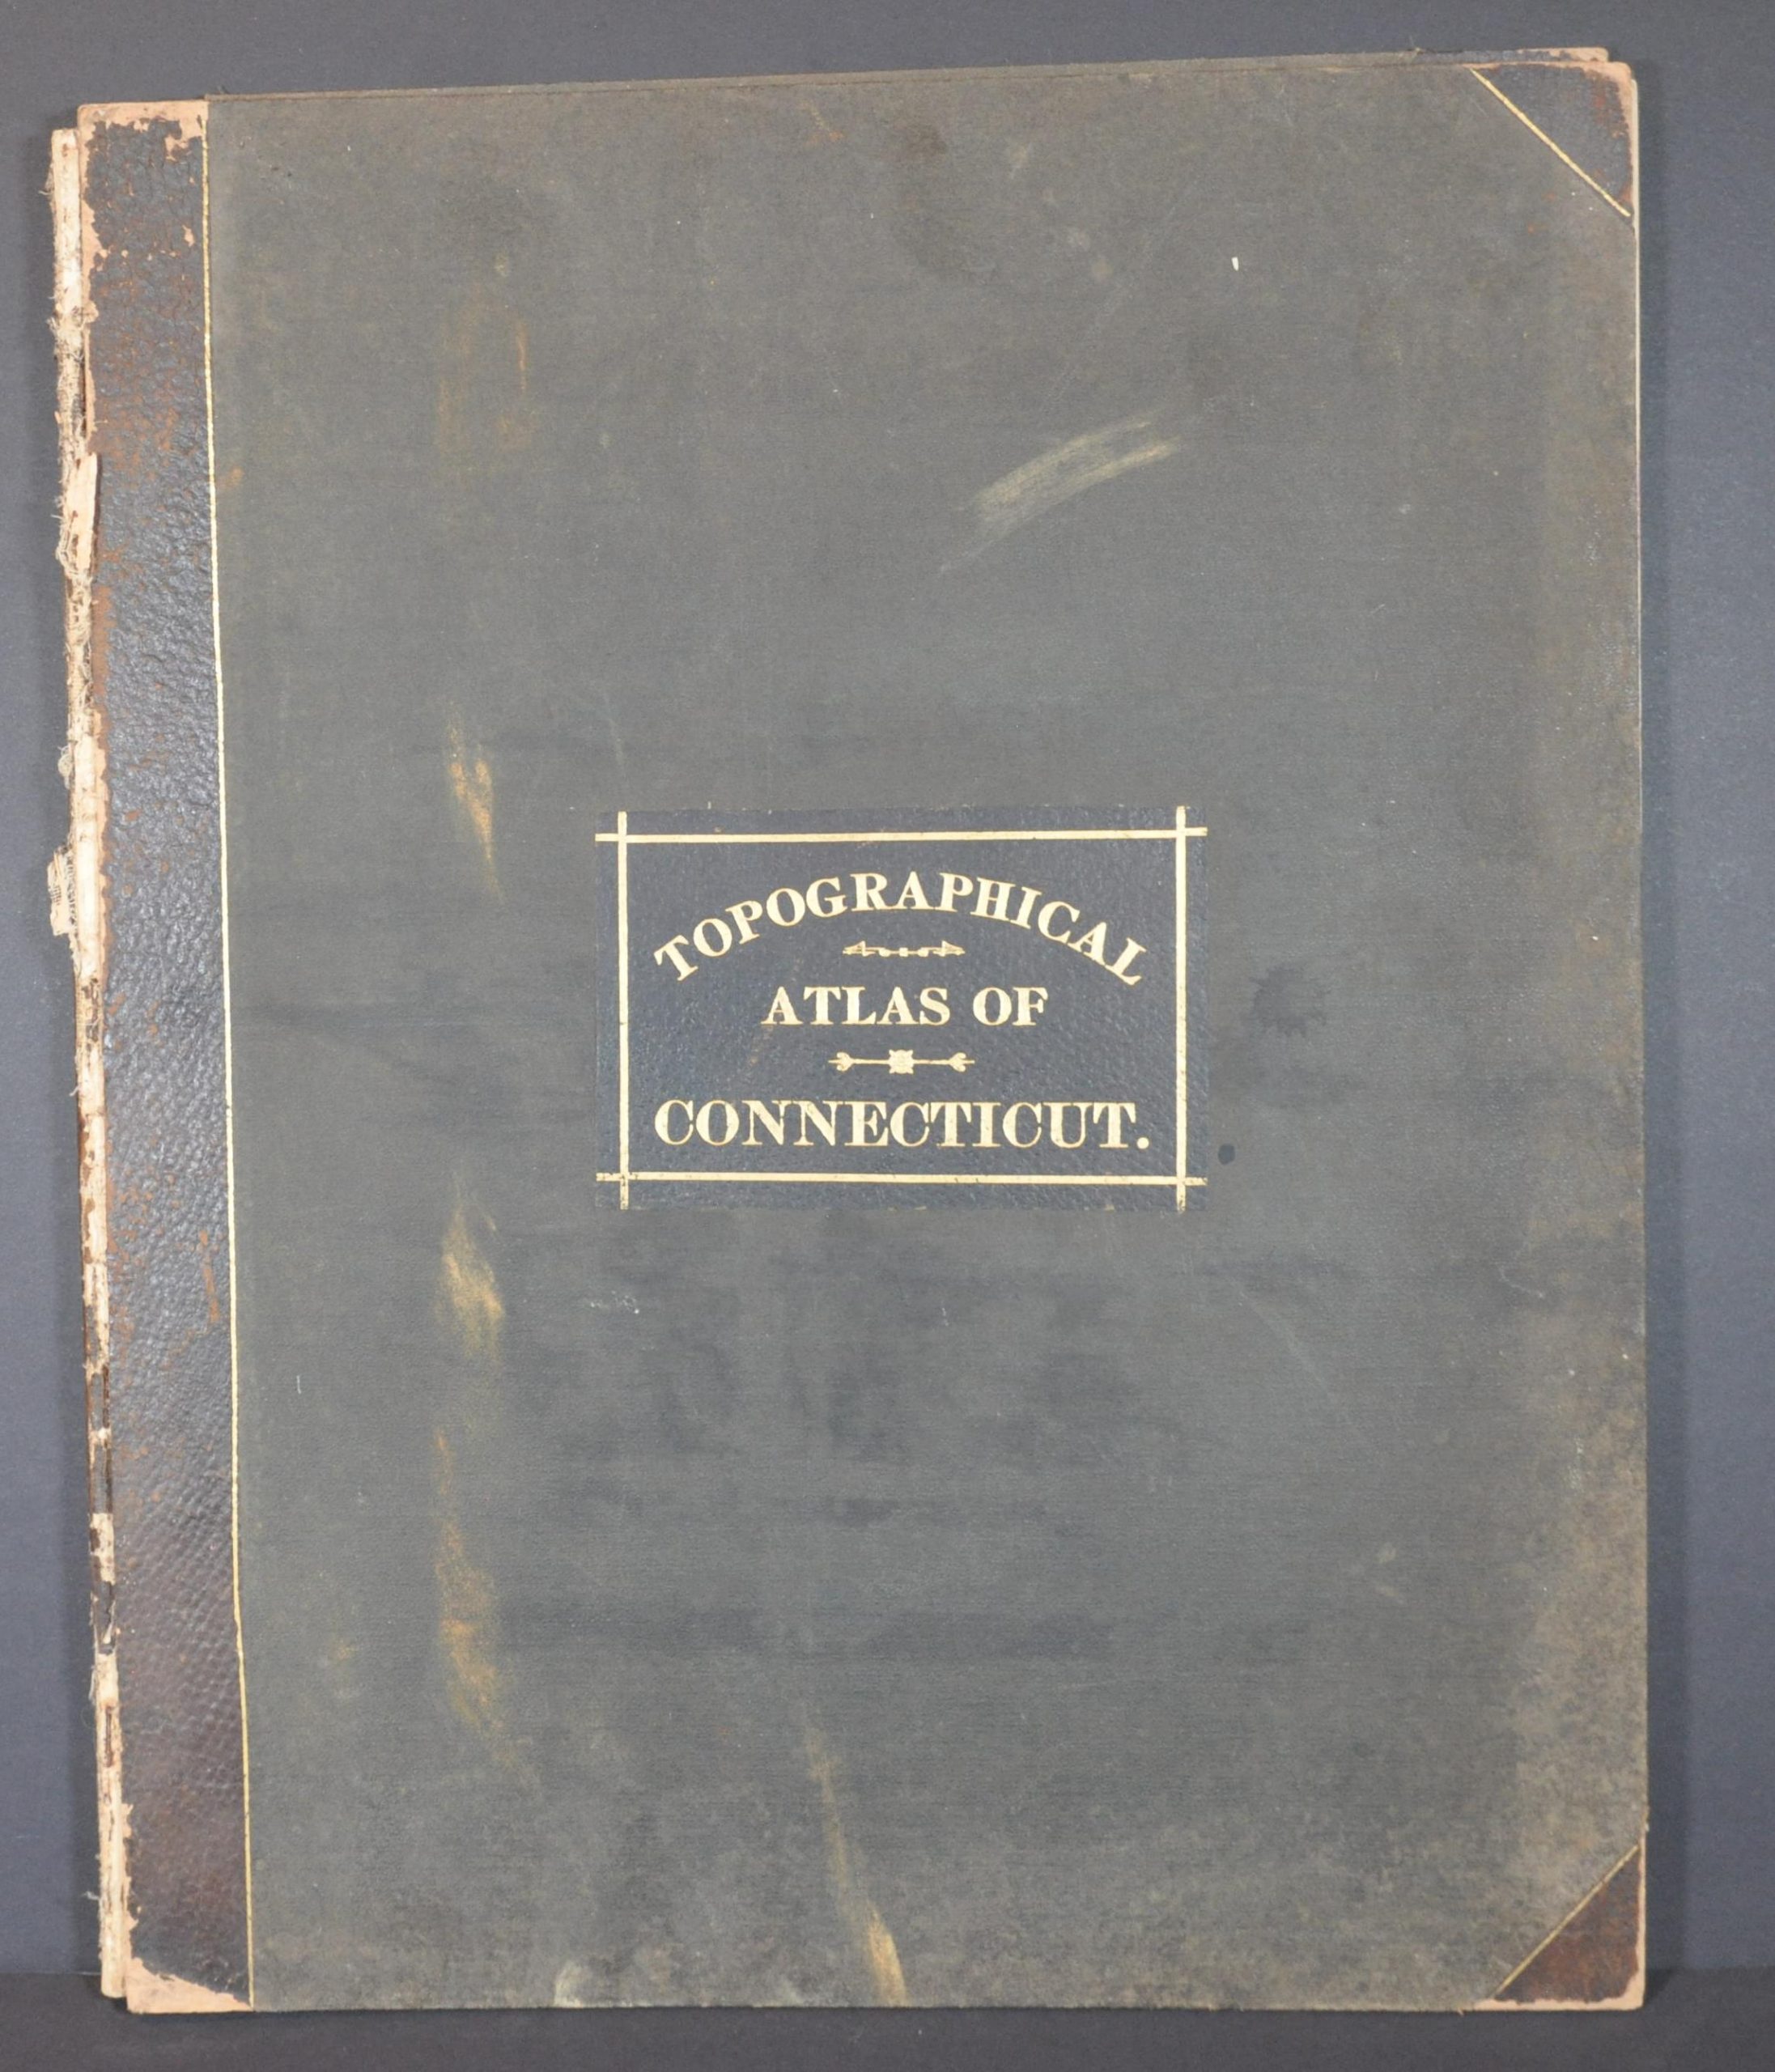 TOPOGRAPHICAL
ATLAS OF
CONNECTICUT.